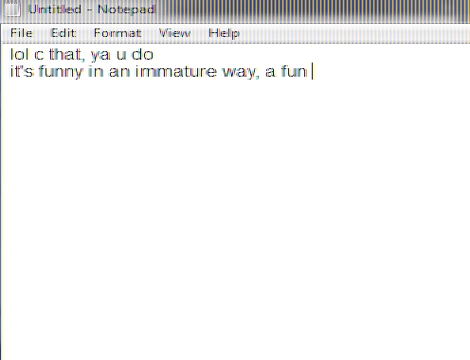 Untitled - Notepad
File Edit Format View Help
lol c that, ya u do
it's funny in an immature way, a fun